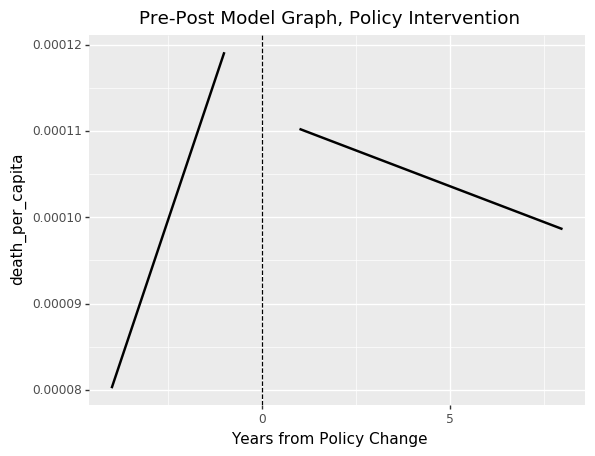 Pre-Post Model Graph, Policy Intervention
0.00012
0.00011
0.00010
0.00009
0.00008
death_per_capita
0 5
Years from Policy Change